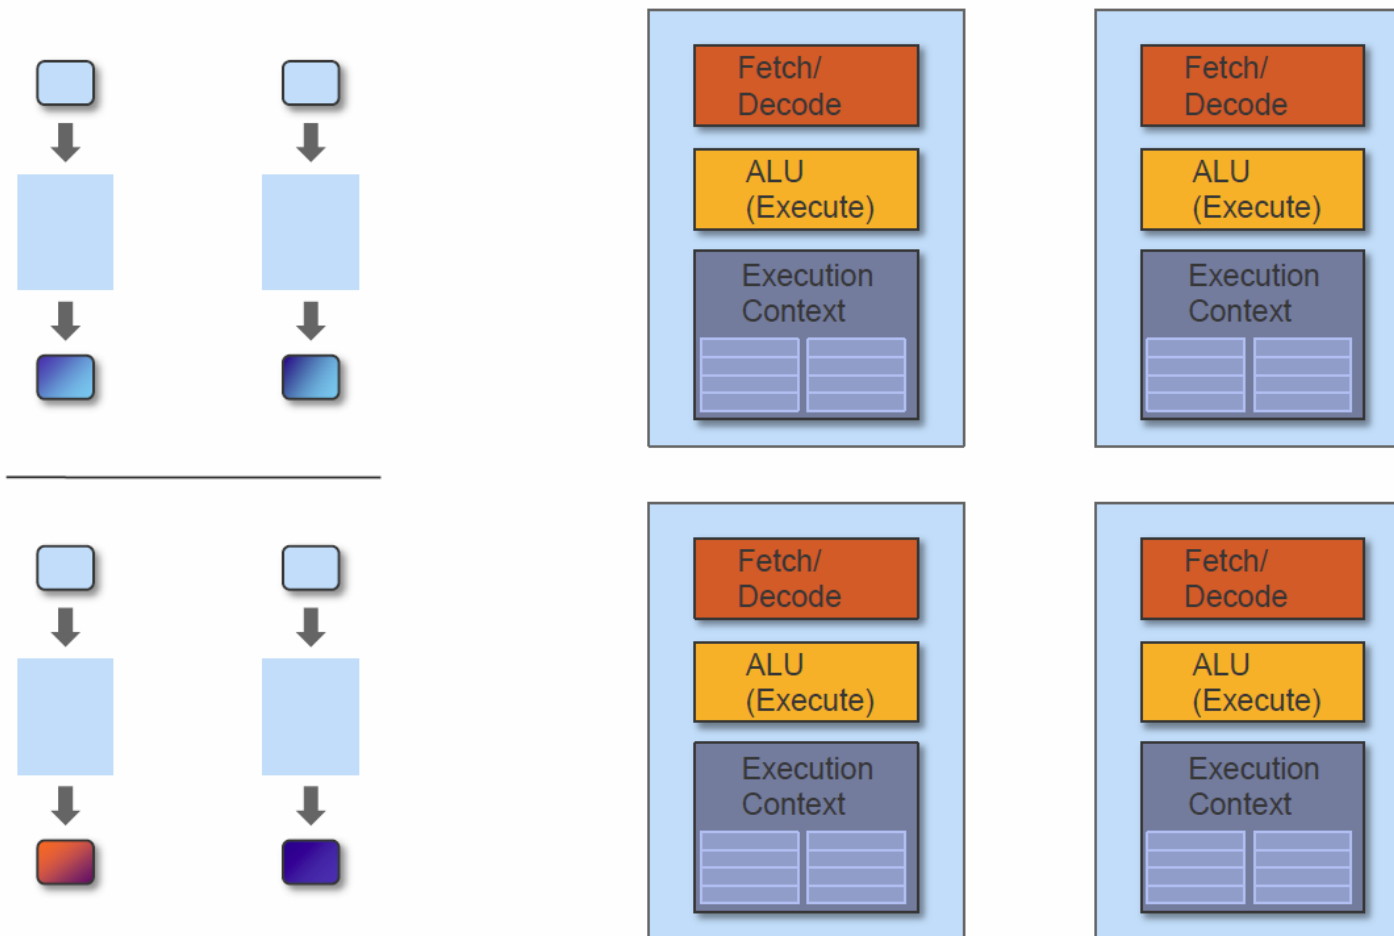 Fetch/
Decode
ALU
(Execute)
Execution
Context
Fetch/
Decode
ALU
(Execute)
Execution
Context
Fetch/
Decode
ALU
(Execute)
Execution
Context
Fetch/
Decode
ALU
(Execute)
Execution
Context